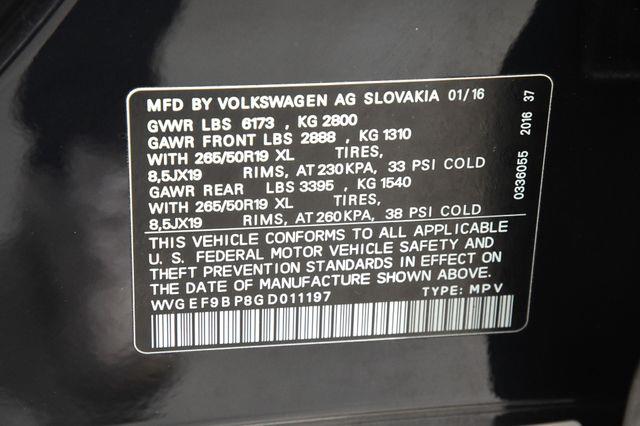 MFD BY VOLKSWAGEN AG SLOVAKIA 01/16
GVWR LBS 6173 , KG 2800
GAWR FRONT LBS 2888 , KG 1310
WITH 265/50R19 XL TIRES,
8,5JX19 RIMS, AT 230KPA, 33 PSI COLD
GAWR REAR LBS 3395 , KG 1540
WITH 265/50R19 XL TIRES,
8,5JX19 RIMS, AT 260KPA, 38 PSI COLD
THIS VEHICLE CONFORMS TO ALL APPLICABLE
U. S. FEDERAL MOTOR VEHICLE SAFETY AND
THEFT PREVENTION STANDARDS IN EFFECT ON
THE DATE OF MANUFACTURE SHOWN ABOVE.
WVGEF9BP8GD011197 TYPE: MPV
0336055 2016 37